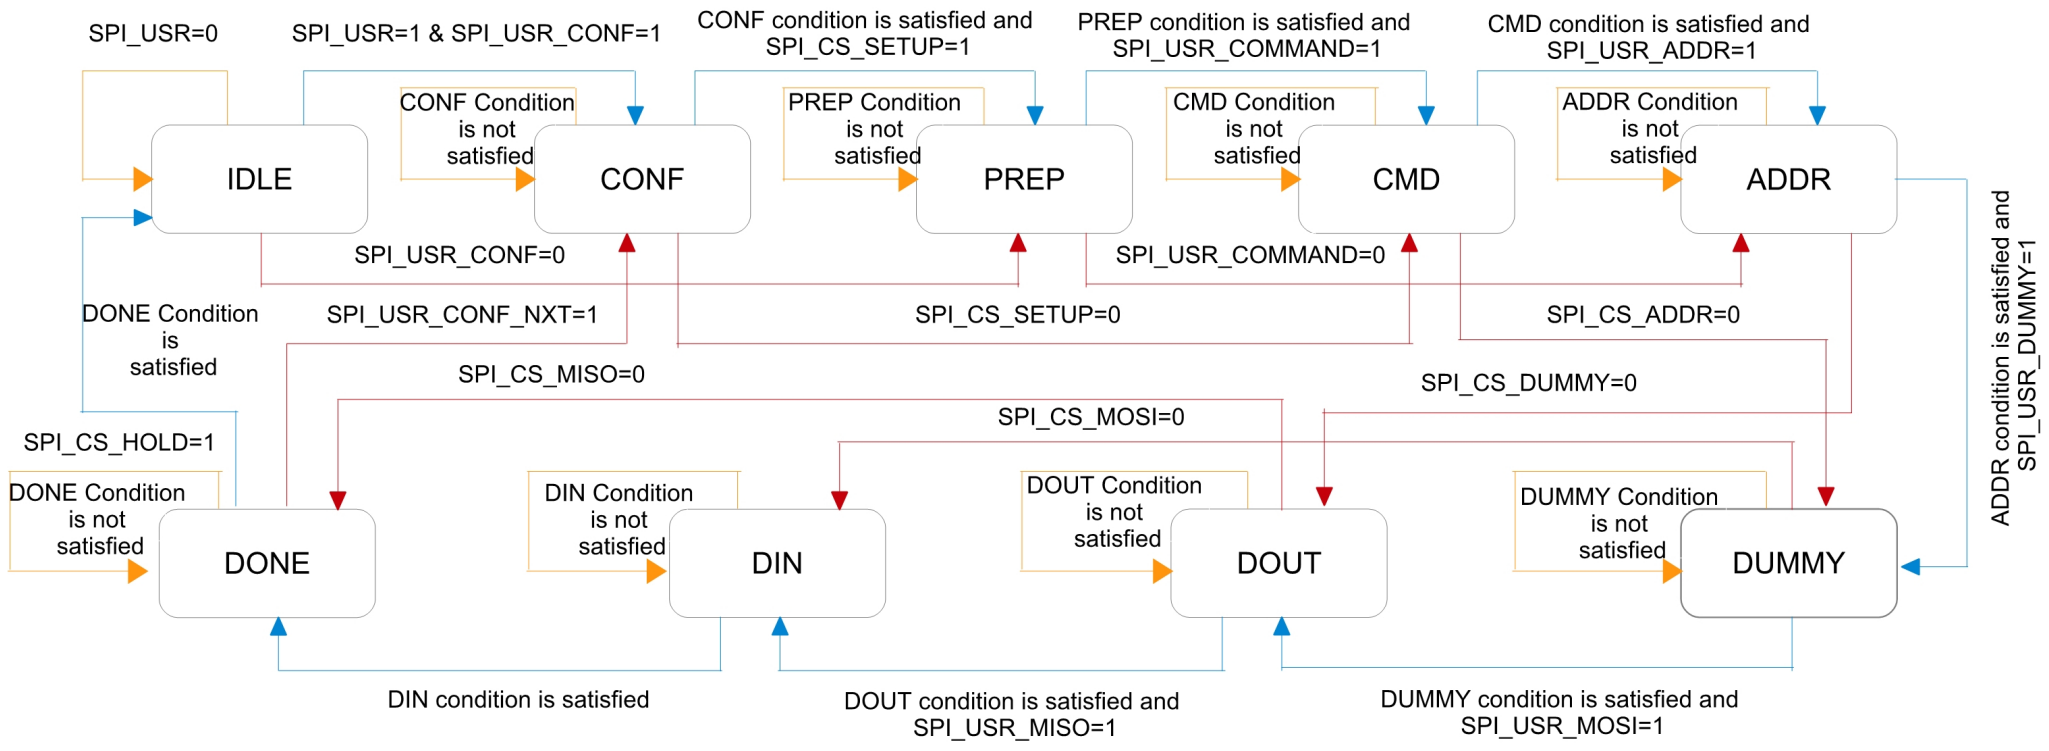 SPI_USR=0
SPI_USR=1 & SPI_USR_CONF=1
CONF condition is satisfied and
SPI_CS_SETUP=1
PREP condition is satisfied and
SPI_USR_COMMAND=1
CMD condition is satisfied and
SPI_USR_ADDR=1
CONF Condition
is not
satisfied
PREP Condition
is not
satisfied
CMD Condition
is not
satisfied
ADDR Condition
is not
satisfied
IDLE
CONF
PREP
CMD
ADDR
SPI_USR_CONF=0
SPI_USR_COMMAND=0
ADDR condition is satisfied and
SPI_USR_DUMMY=1
DONE Condition
is
satisfied
SPI_USR_CONF_NXT=1
SPI_CS_SETUP=0
SPI_CS_ADDR=0
SPI_CS_MISO=0
SPI_CS_DUMMY=0
SPI_CS_MOSI=0
SPI_CS_HOLD=1
DONE Condition
is not
satisfied
DIN Condition
is not
satisfied
DOUT Condition
is not
satisfied
DUMMY Condition
is not
satisfied
DONE
DIN
DOUT
DUMMY
DIN condition is satisfied
DOUT condition is satisfied and
SPI_USR_MISO=1
DUMMY condition is satisfied and
SPI_USR_MOSI=1